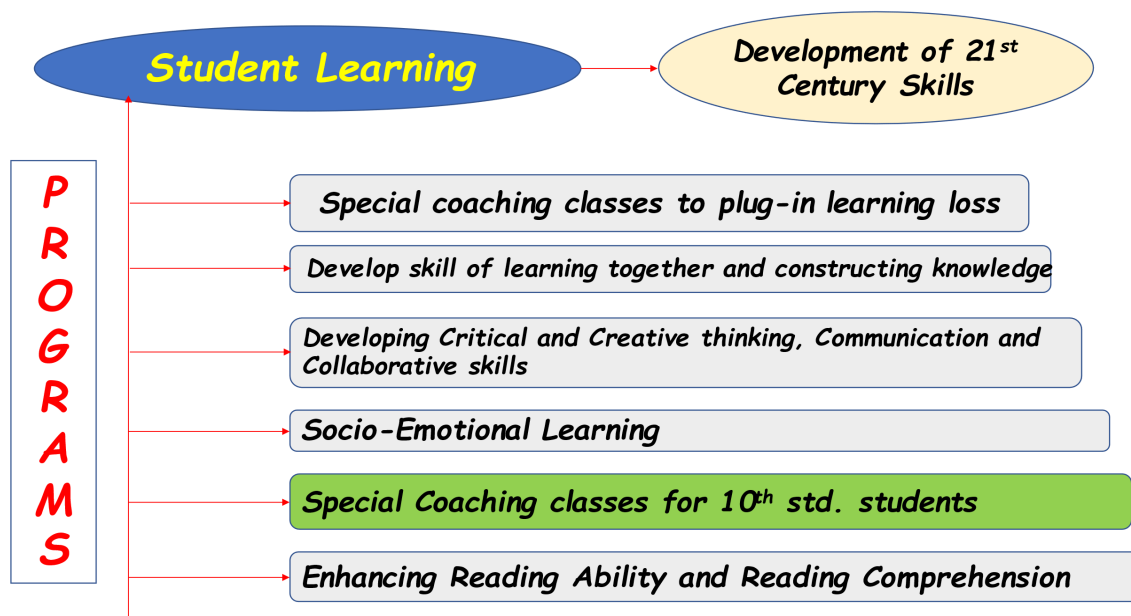 Student Learning
Development of 21st
Century Skills
PROGRAMS
Special coaching classes to plug-in learning loss
Develop skill of learning together and constructing knowledge
Developing Critical and Creative thinking, Communication and
Collaborative skills
Socio-Emotional Learning
Special Coaching classes for 10th std. students
Enhancing Reading Ability and Reading Comprehension